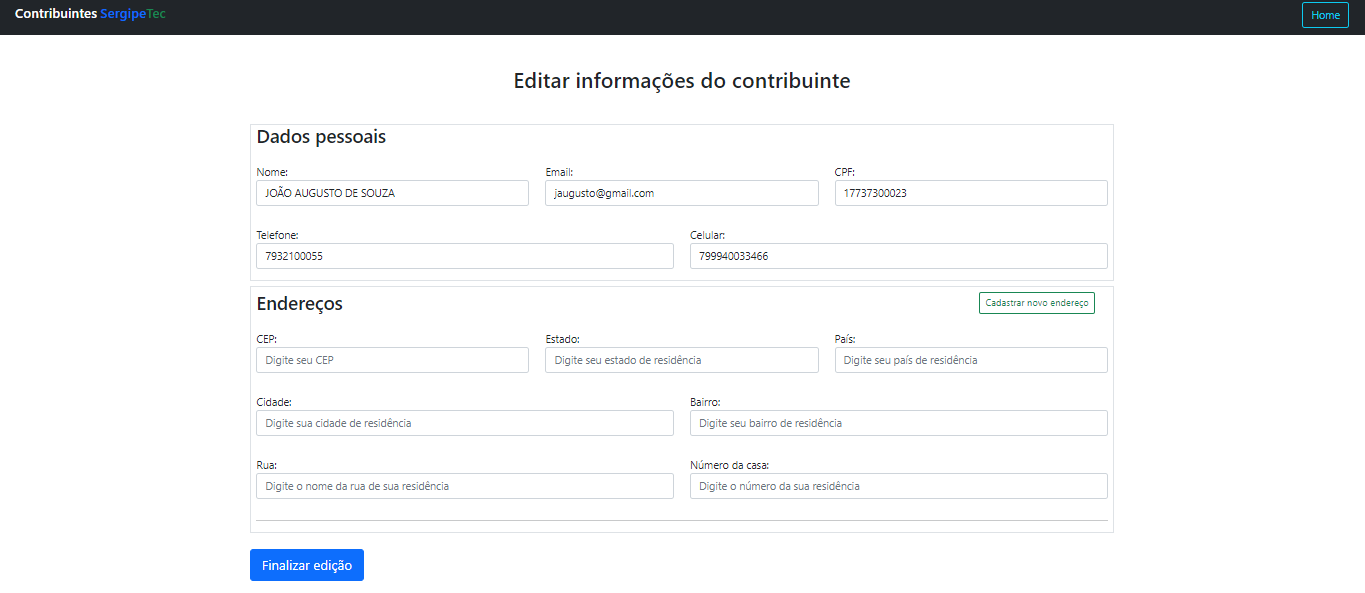 Contribuintes SergipeTec
Home
Editar informações do contribuinte
Dados pessoais
Nome: Email: CPF:
JOÃO AUGUSTO DE SOUZA jaugusto@gmail.com 17737300023
Telefone: Celular:
7932100055 799940033466
Endereços Cadastrar novo endereço
CEP: Estado: País:
Digite seu CEP Digite seu estado de residência Digite seu país de residência
Cidade: Bairro:
Digite sua cidade de residência Digite seu bairro de residência
Rua: Número da casa:
Digite o nome da rua de sua residência Digite o número da sua residência
Finalizar edição